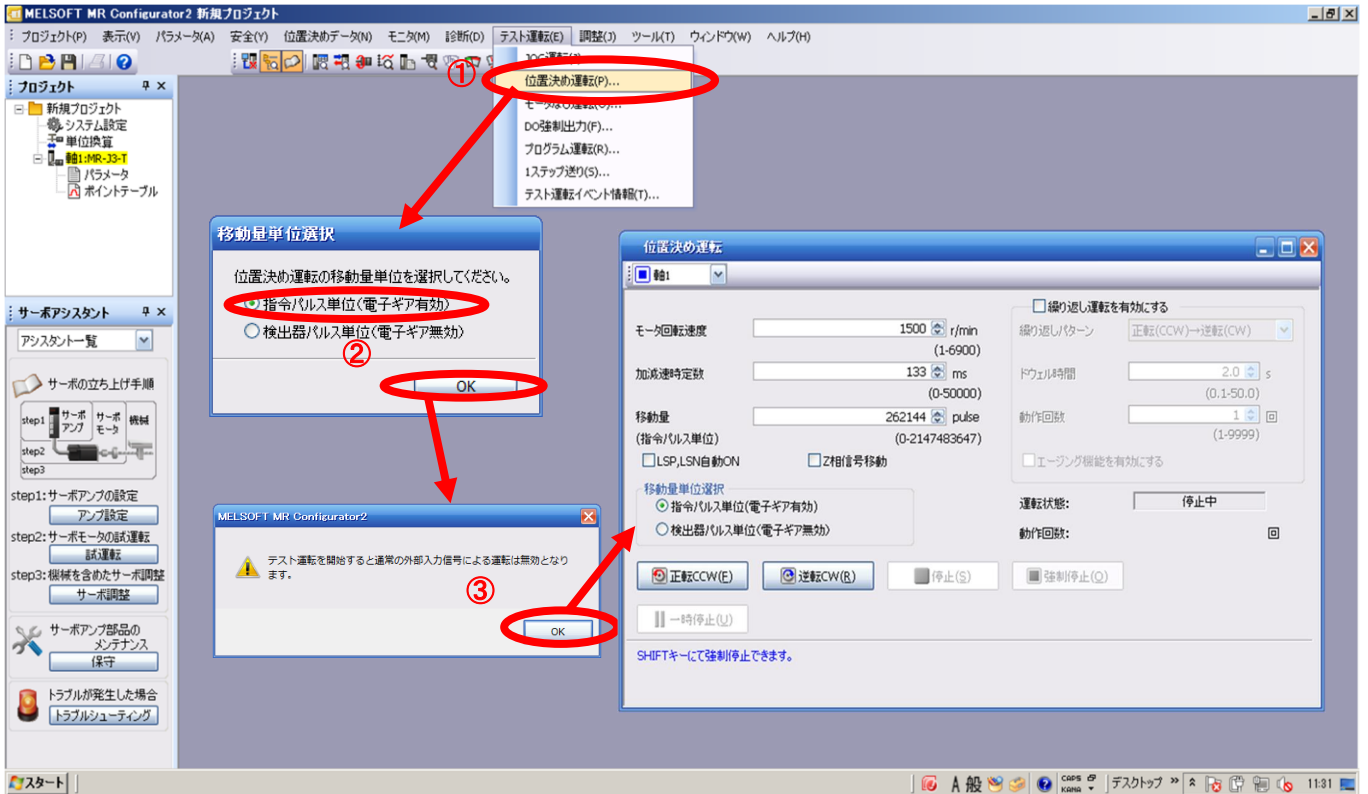 MELSOFT MR Configurator2 新規プロジェクト
プロジェクト(P) 表示(V) パラメータ(A) 安全(Y) 位置決めデータ(N) モニタ(M) 診断(D) テスト運転(E) 調整(J) ツール(T) ウィンドウ(W) ヘルプ(H)
①
位置決め運転(P)...
DO強制出力(F)...
プログラム運転(R)...
1ステップ送り(S)...
テスト運転イベント情報(T)...
プロジェクト
新規プロジェクト
システム設定
単位換算
軸1:MR-J3-T
パラメータ
ポイントテーブル
サーボアシスタント
アシスタント一覧
サーボの立ち上げ手順
step1
サーボアンプ
サーボモータ
機械
step2
step3
step1:サーボアンプの設定
アンプ設定
step2:サーボモータの試運転
試運転
step3:機械を含めたサーボ調整
サーボ調整
サーボアンプ部品の
メンテナンス
保守
トラブルが発生した場合
トラブルシューティング
移動量単位選択
位置決め運転の移動量単位を選択してください。
指令パルス単位(電子ギア有効)
検出器パルス単位(電子ギア無効)
②
OK
MELSOFT MR Configurator2
テスト運転を開始すると通常の外部入力信号による運転は無効となり
ます。
③
OK
位置決め運転
軸1
モータ回転速度 1500 r/min
(1-6900)
加減速時定数 133 ms
(0-50000)
移動量 262144 pulse
(指令パルス単位) (0-2147483647)
LSP,LSN自動ON Z相信号移動
移動量単位選択
指令パルス単位(電子ギア有効)
検出器パルス単位(電子ギア無効)
繰り返し運転を有効にする
繰り返しパターン 正転(CCW)→逆転(CW)
ドウェル時間 2.0 s
(0.1-50.0)
動作回数 1 回
(1-9999)
エージング機能を有効にする
運転状態: 停止中
動作回数: 回
正転CCW(F) 逆転CW(R) 停止(S) 強制停止(O)
一時停止(U)
SHIFTキーにて強制停止できます。
スタート
A 般
CAPS
KANA
デスクトップ
11:31